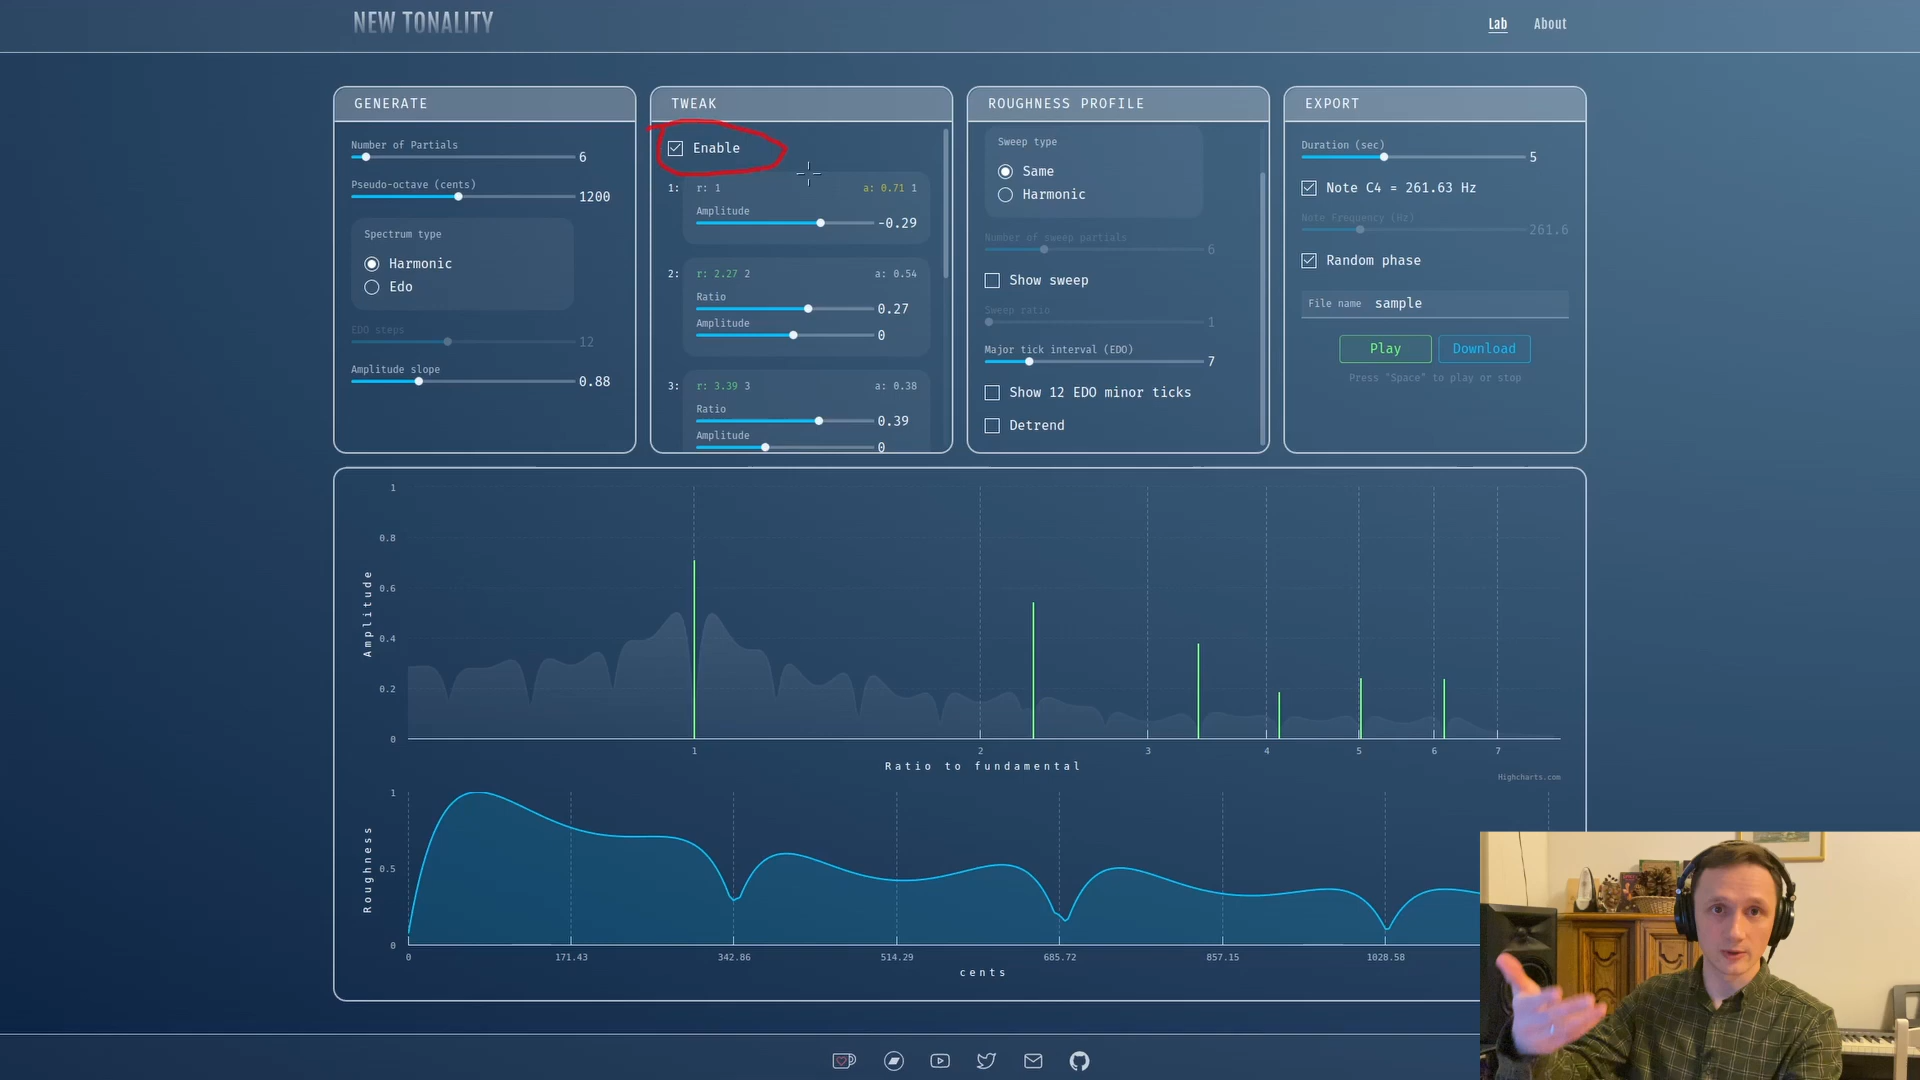 NEW TONALITY
Lab
About
GENERATE
Number of Partials
6
Pseudo-octave (cents)
1200
Spectrum type
Harmonic
Edo
EDO steps
12
Amplitude slope
0.88
TWEAK
Enable
1: r: 1 a: 0.71 1
Amplitude
-0.29
2: r: 2.27 2 a: 0.54
Ratio
0.27
Amplitude
0
3: r: 3.39 3 a: 0.38
Ratio
0.39
Amplitude
0
ROUGHNESS PROFILE
Sweep type
Same
Harmonic
Number of sweep partials
6
Show sweep
Sweep ratio
1
Major tick interval (EDO)
7
Show 12 EDO minor ticks
Detrend
EXPORT
Duration (sec)
5
Note C4 = 261.63 Hz
Note Frequency (Hz)
261.6
Random phase
File name sample
Play Download
Press "Space" to play or stop
Amplitude
1
0.8
0.6
0.4
0.2
0
1 2 3 4 5 6 7
Ratio to fundamental
Highcharts.com
Roughness
1
0.5
0
0 171.43 342.86 514.29 685.72 857.15 1028.58
cents